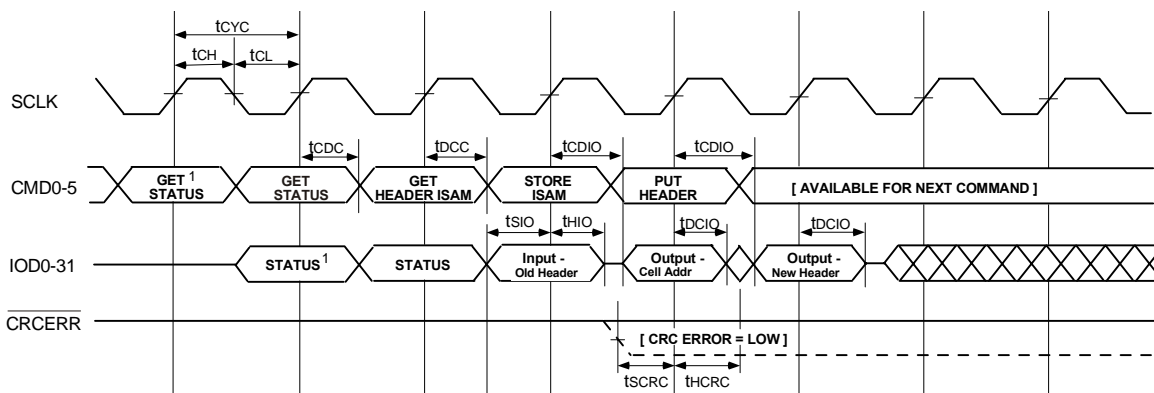 tCYC
tCH tCL
SCLK
tCDC tDCC tCDIO tCDIO
CMD0-5 GET 1 STATUS GET STATUS GET HEADER ISAM STORE ISAM PUT HEADER [ AVAILABLE FOR NEXT COMMAND ]
tSIO tHIO tDCIO tDCIO
IOD0-31 STATUS 1 STATUS Input - Old Header Output - Cell Addr Output - New Header
CRCERR
[ CRC ERROR = LOW ]
tSCRC tHCRC